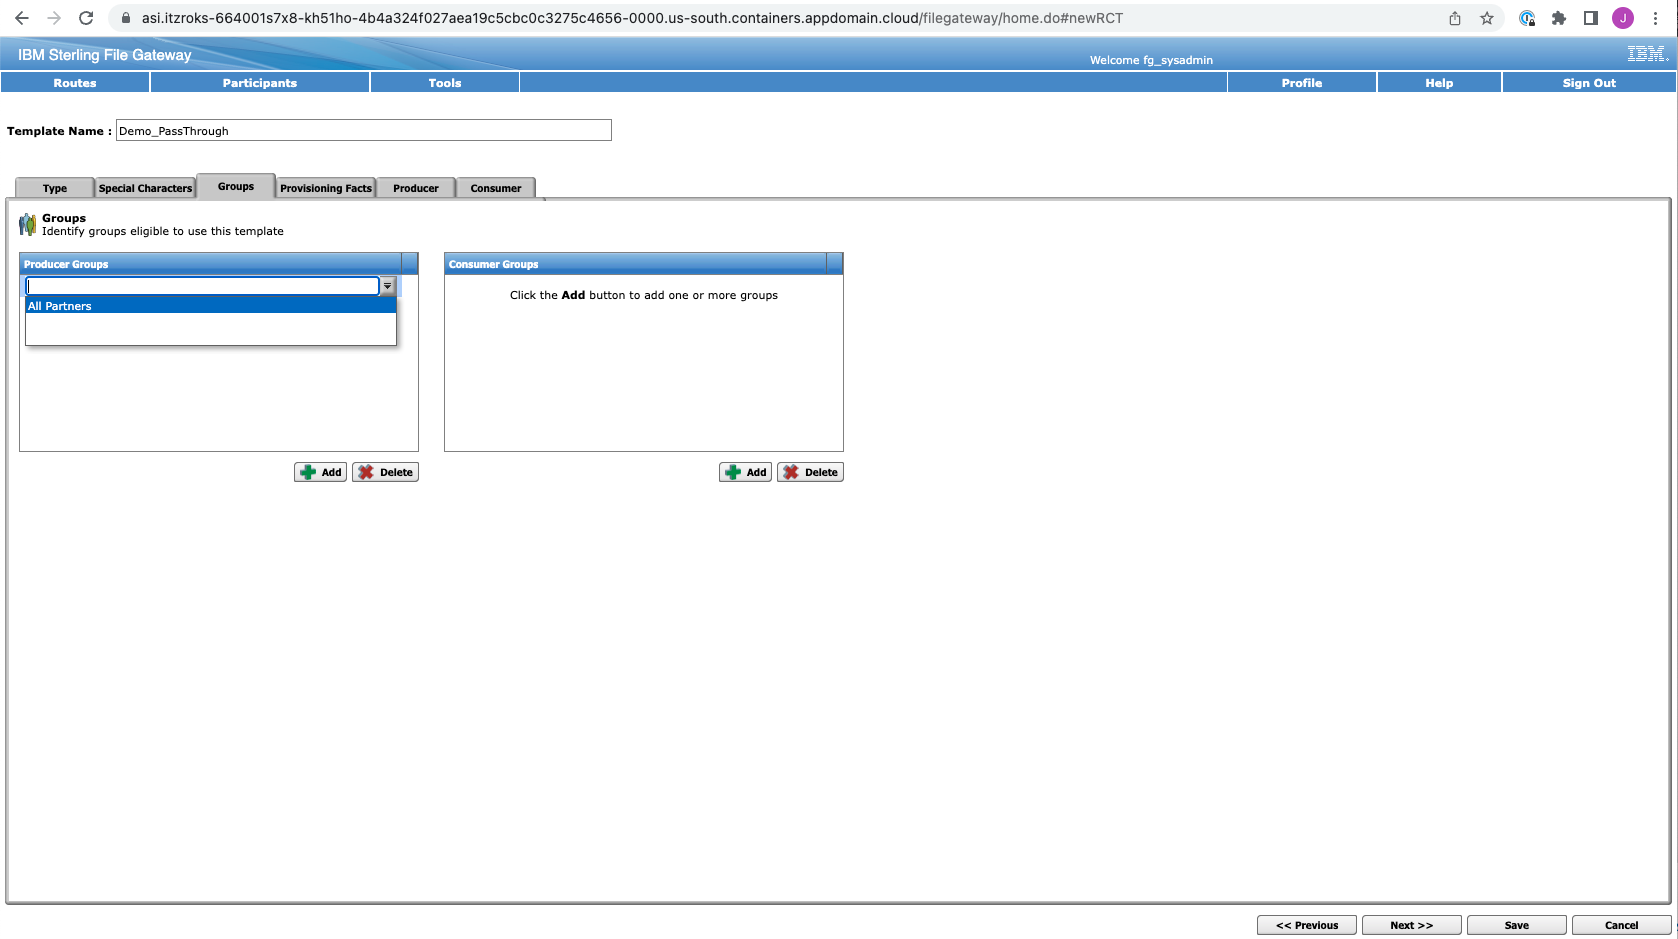 asi.itzroks-664001s7x8-kh51ho-4b4a324f027aea19c5cbc0c3275c4656-0000.us-south.containers.appdomain.cloud/filegateway/home.do#newRCT
J
IBM Sterling File Gateway
Welcome fg_sysadmin
IBM.
Routes
Participants
Tools
Profile
Help
Sign Out
Template Name :
Demo_PassThrough
Type
Special Characters
Groups
Provisioning Facts
Producer
Consumer
Groups
Identify groups eligible to use this template
Producer Groups
Consumer Groups
All Partners
Click the Add button to add one or more groups
Add
Delete
Add
Delete
<< Previous
Next >>
Save
Cancel